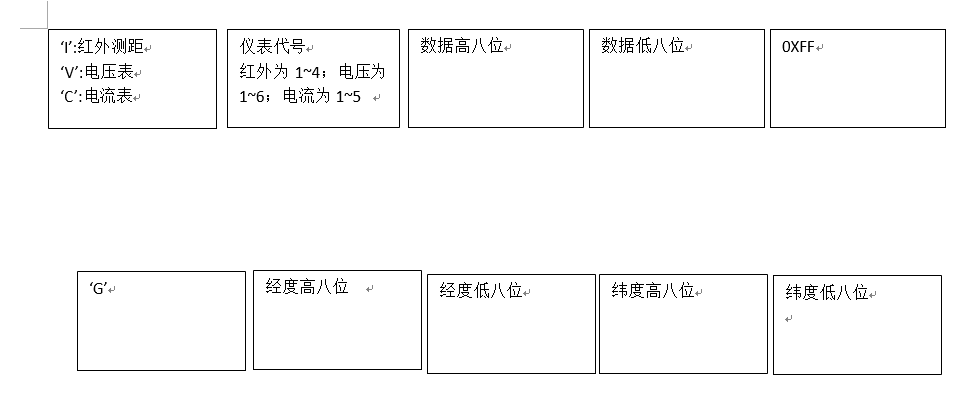 ‘I’:红外测距
‘V’:电压表
‘C’:电流表
仪表代号
红外为 1~4；电压为
1~6；电流为 1~5
数据高八位
数据低八位
0XFF
‘G’
经度高八位
经度低八位
纬度高八位
纬度低八位